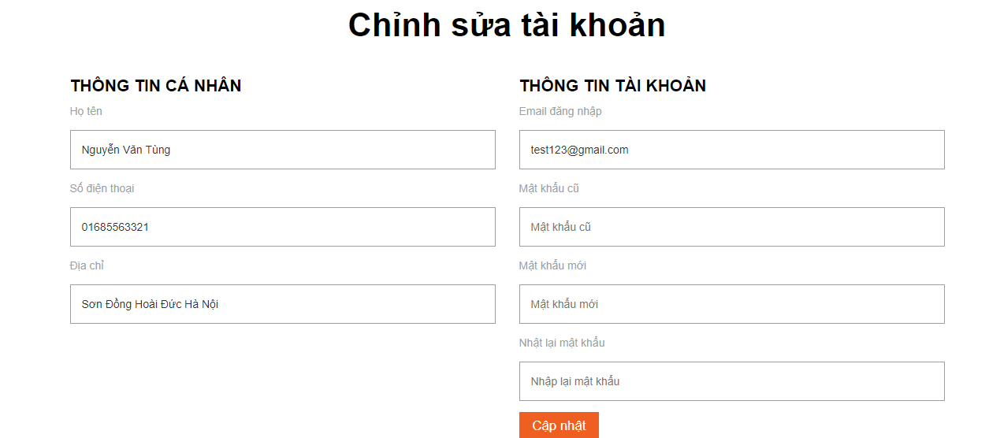 Chỉnh sửa tài khoản
THÔNG TIN CÁ NHÂN
Họ tên
Nguyễn Văn Tùng
Số điện thoại
01685563321
Địa chỉ
Sơn Đồng Hoài Đức Hà Nội
THÔNG TIN TÀI KHOẢN
Email đăng nhập
test123@gmail.com
Mật khẩu cũ
Mật khẩu cũ
Mật khẩu mới
Mật khẩu mới
Nhật lại mật khẩu
Nhập lại mật khẩu
Cập nhật